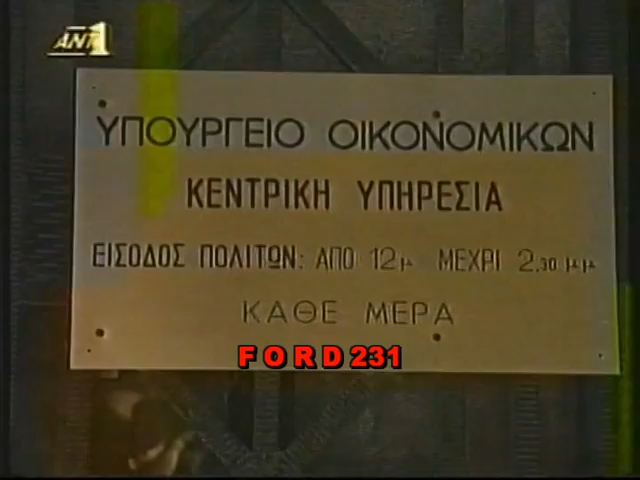 ΑΝΤ1
ΥΠΟΥΡΓΕΙΟ ΟΙΚΟΝΟΜΙΚΩΝ
ΚΕΝΤΡΙΚΗ ΥΠΗΡΕΣΙΑ
ΕΙΣΟΔΟΣ ΠΟΛΙΤΩΝ: ΑΠΟ 12μ ΜΕΧΡΙ 2.30 μμ
ΚΑΘΕ ΜΕΡΑ
FORD231